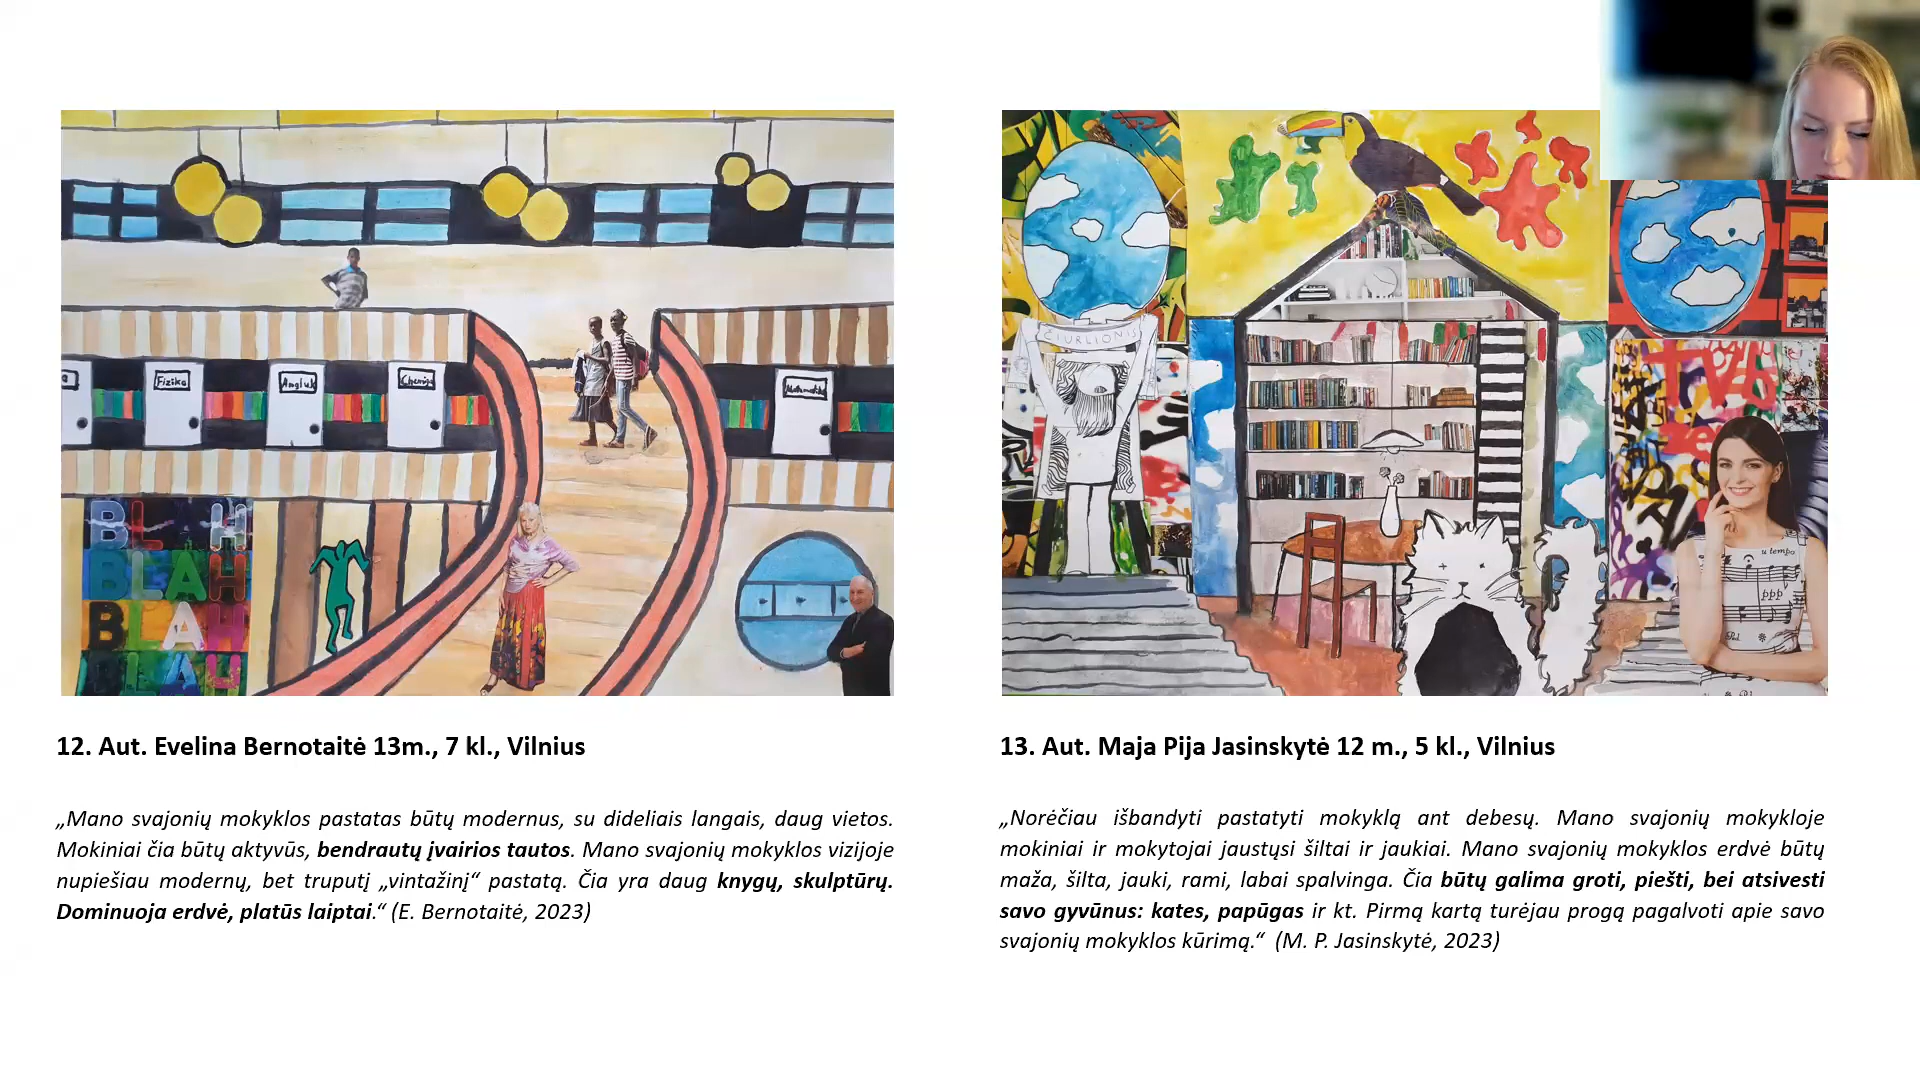 Fizika
Anglu k
Chemija
Matematika
BLAH
BLAH
BLAH
BLAH
ČIURLIONIS
u tempo
ppp
12. Aut. Evelina Bernotaitė 13m., 7 kl., Vilnius
„Mano svajonių mokyklos pastatas būtų modernus, su dideliais langais, daug vietos.
Mokiniai čia būtų aktyvūs, bendrautų įvairios tautos. Mano svajonių mokyklos vizijoje
nupiešiau modernų, bet truputį „vintažinį“ pastatą. Čia yra daug knygų, skulptūrų.
Dominuoja erdvė, platūs laiptai.“ (E. Bernotaitė, 2023)
13. Aut. Maja Pija Jasinskytė 12 m., 5 kl., Vilnius
„Norėčiau išbandyti pastatyti mokyklą ant debesų. Mano svajonių mokykloje
mokiniai ir mokytojai jaustųsi šiltai ir jaukiai. Mano svajonių mokyklos erdvė būtų
maža, šilta, jauki, rami, labai spalvinga. Čia būtų galima groti, piešti, bei atsivesti
savo gyvūnus: kates, papūgas ir kt. Pirmą kartą turėjau progą pagalvoti apie savo
svajonių mokyklos kūrimą.“ (M. P. Jasinskytė, 2023)